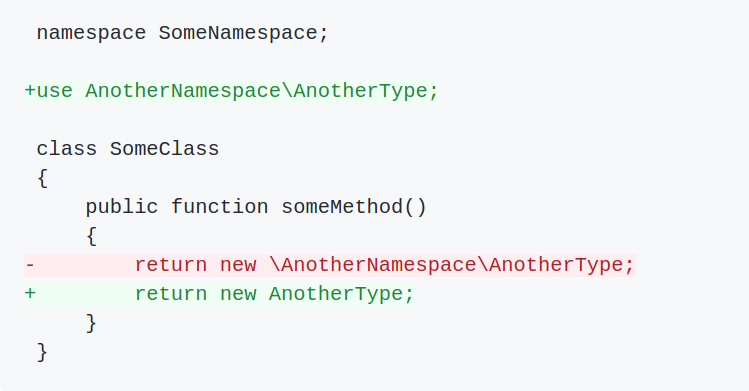 namespace SomeNamespace;

+use AnotherNamespace\AnotherType;

 class SomeClass
 {
     public function someMethod()
     {
-        return new \AnotherNamespace\AnotherType;
+        return new AnotherType;
     }
 }